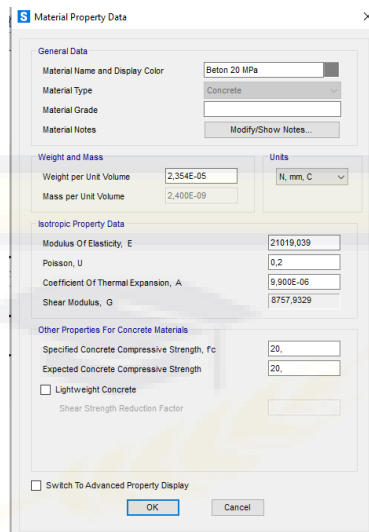 S Material Property Data
General Data
Material Name and Display Color Beton 20 MPa
Material Type Concrete
Material Grade
Material Notes Modify/Show Notes...
Weight and Mass Units
Weight per Unit Volume 2,354E-05 N, mm, C
Mass per Unit Volume 2,400E-09
Isotropic Property Data
Modulus Of Elasticity, E 21019,039
Poisson, U 0,2
Coefficient Of Thermal Expansion, A 9,900E-06
Shear Modulus, G 8757,9329
Other Properties For Concrete Materials
Specified Concrete Compressive Strength, f'c 20,
Expected Concrete Compressive Strength 20,
Lightweight Concrete
Shear Strength Reduction Factor
Switch To Advanced Property Display
OK Cancel